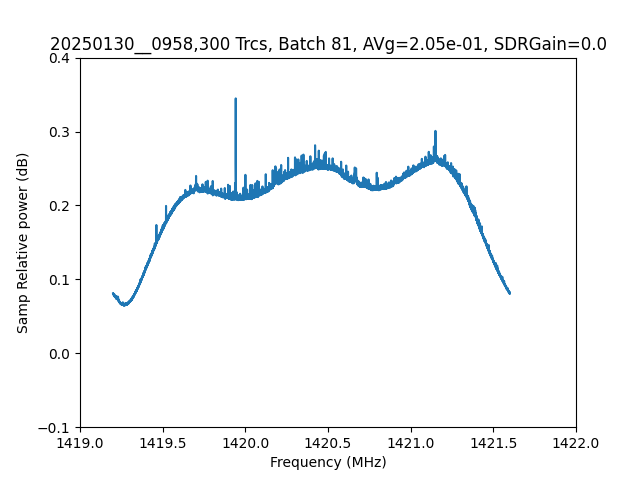 20250130__0958,300 Trcs, Batch 81, AVg=2.05e-01, SDRGain=0.0
0.4
0.3
0.2
0.1
0.0
−0.1
Samp Relative power (dB)
1419.0 1419.5 1420.0 1420.5 1421.0 1421.5 1422.0
Frequency (MHz)